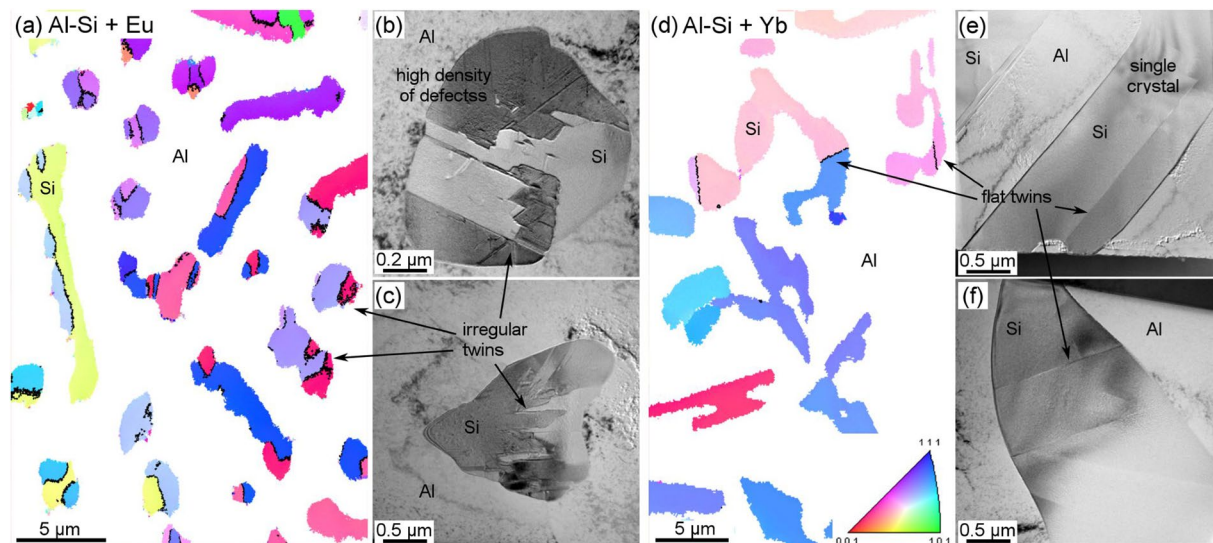 (a) Al-Si + Eu
Al
Si
5 µm
(b)
Al
high density
of defectss
Si
0.2 µm
(c)
irregular
twins
Si
Al
0.5 µm
(d) Al-Si + Yb
Si
flat twins
Al
5 µm
1 1 1
0 0 1
1 0 1
(e)
Si
Al
single
crystal
Si
0.5 µm
(f)
Si
Al
0.5 µm